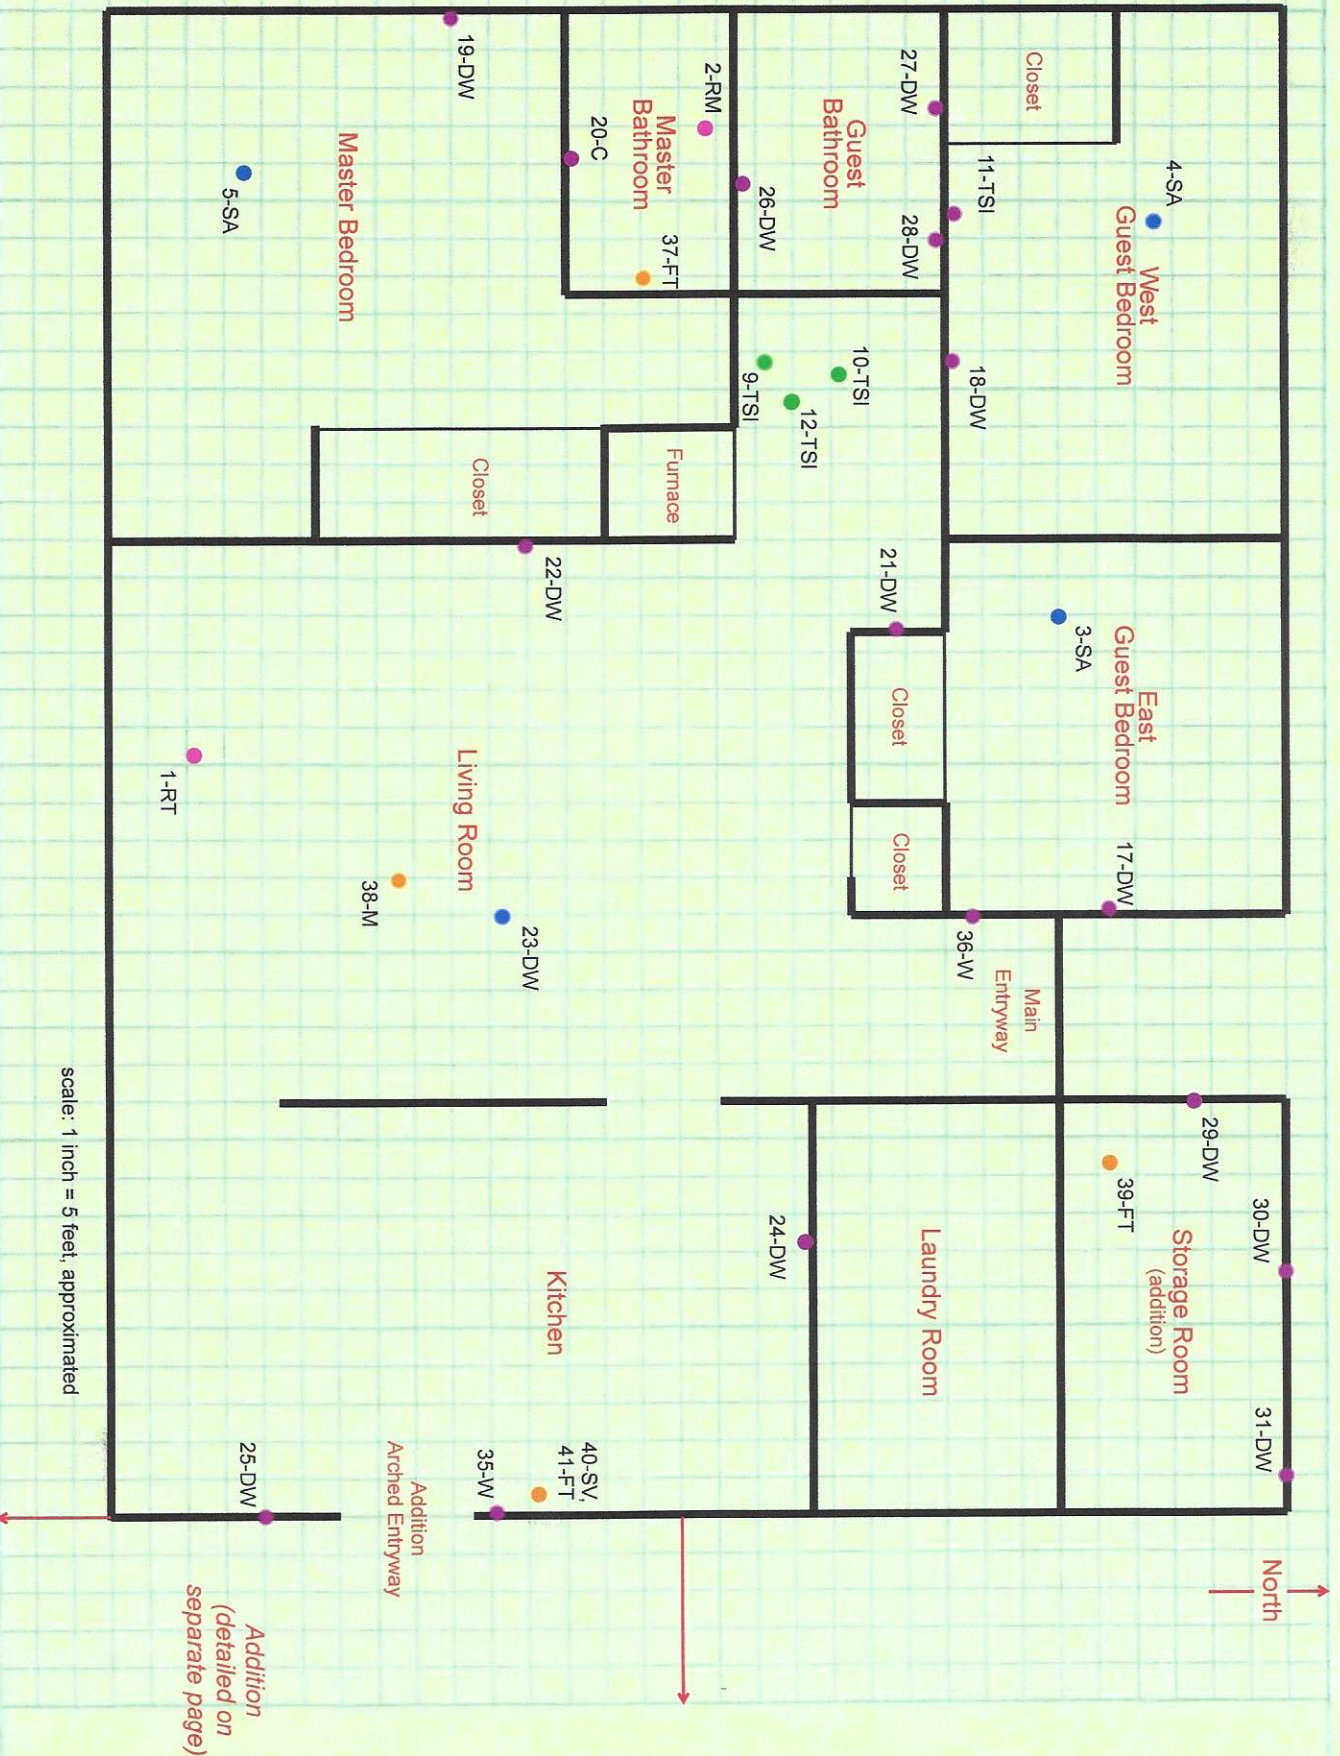 North
Closet
4-SA
West
Guest Bedroom
11-TSI
18-DW
East
Guest Bedroom
3-SA
17-DW
27-DW
28-DW
Guest
Bathroom
26-DW
2-RM
Master
Bathroom
37-FT
20-C
19-DW
Master Bedroom
5-SA
10-TSI
9-TSI
12-TSI
Furnace
Closet
22-DW
21-DW
Closet
Closet
36-W
Main
Entryway
29-DW
39-FT
30-DW
Storage Room
(addition)
31-DW
Laundry Room
24-DW
Living Room
1-RT
38-M
23-DW
Kitchen
40-SV,
41-FT
35-W
Addition
Arched Entryway
25-DW
Addition
(detailed on
separate page)
scale: 1 inch = 5 feet, approximated